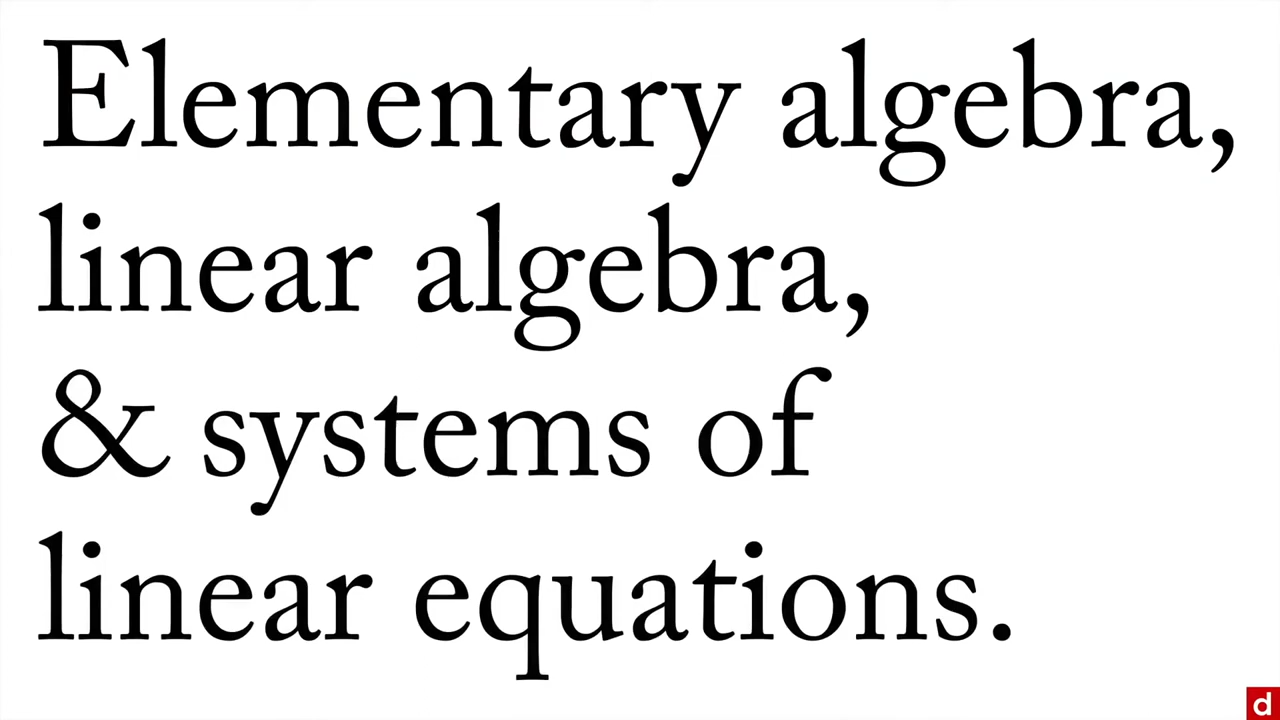 Elementary algebra,
linear algebra,
& systems of
linear equations.
d